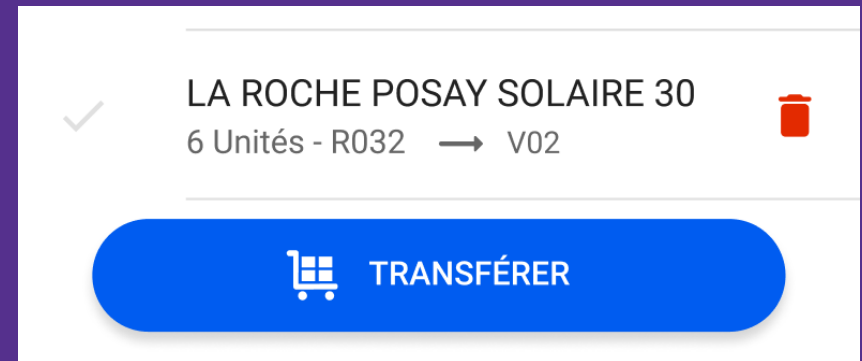 LA ROCHE POSAY SOLAIRE 30
6 Unités - R032 → V02
TRANSFÉRER